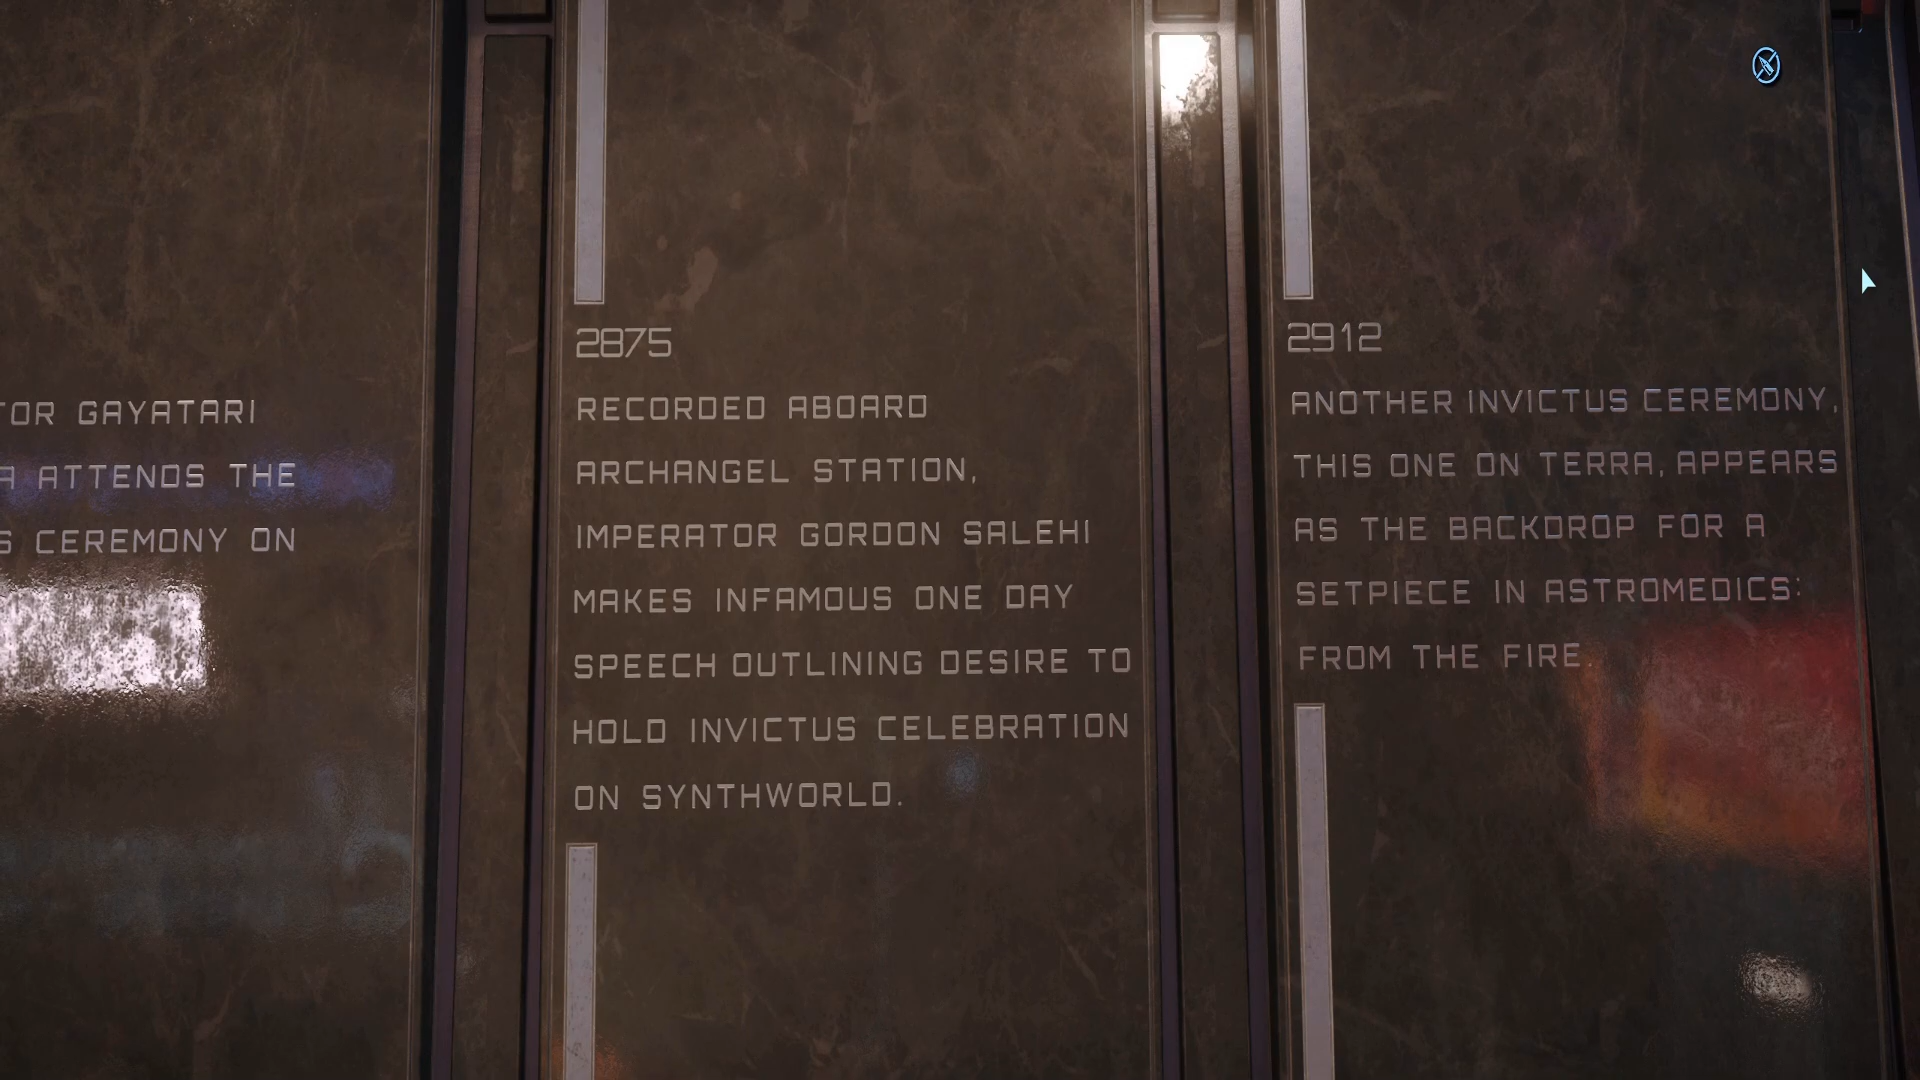 GAYATARI
ATTENDS THE
CEREMONY ON
2875
RECORDED ABOARD
ARCHANGEL STATION,
IMPERATOR GORDON SALEHI
MAKES INFAMOUS ONE DAY
SPEECH OUTLINING DESIRE TO
HOLD INVICTUS CELEBRATION
ON SYNTHWORLD.
2912
ANOTHER INVICTUS CEREMONY,
THIS ONE ON TERRA, APPEARS
AS THE BACKDROP FOR A
SETPIECE IN ASTROMEDICS:
FROM THE FIRE.